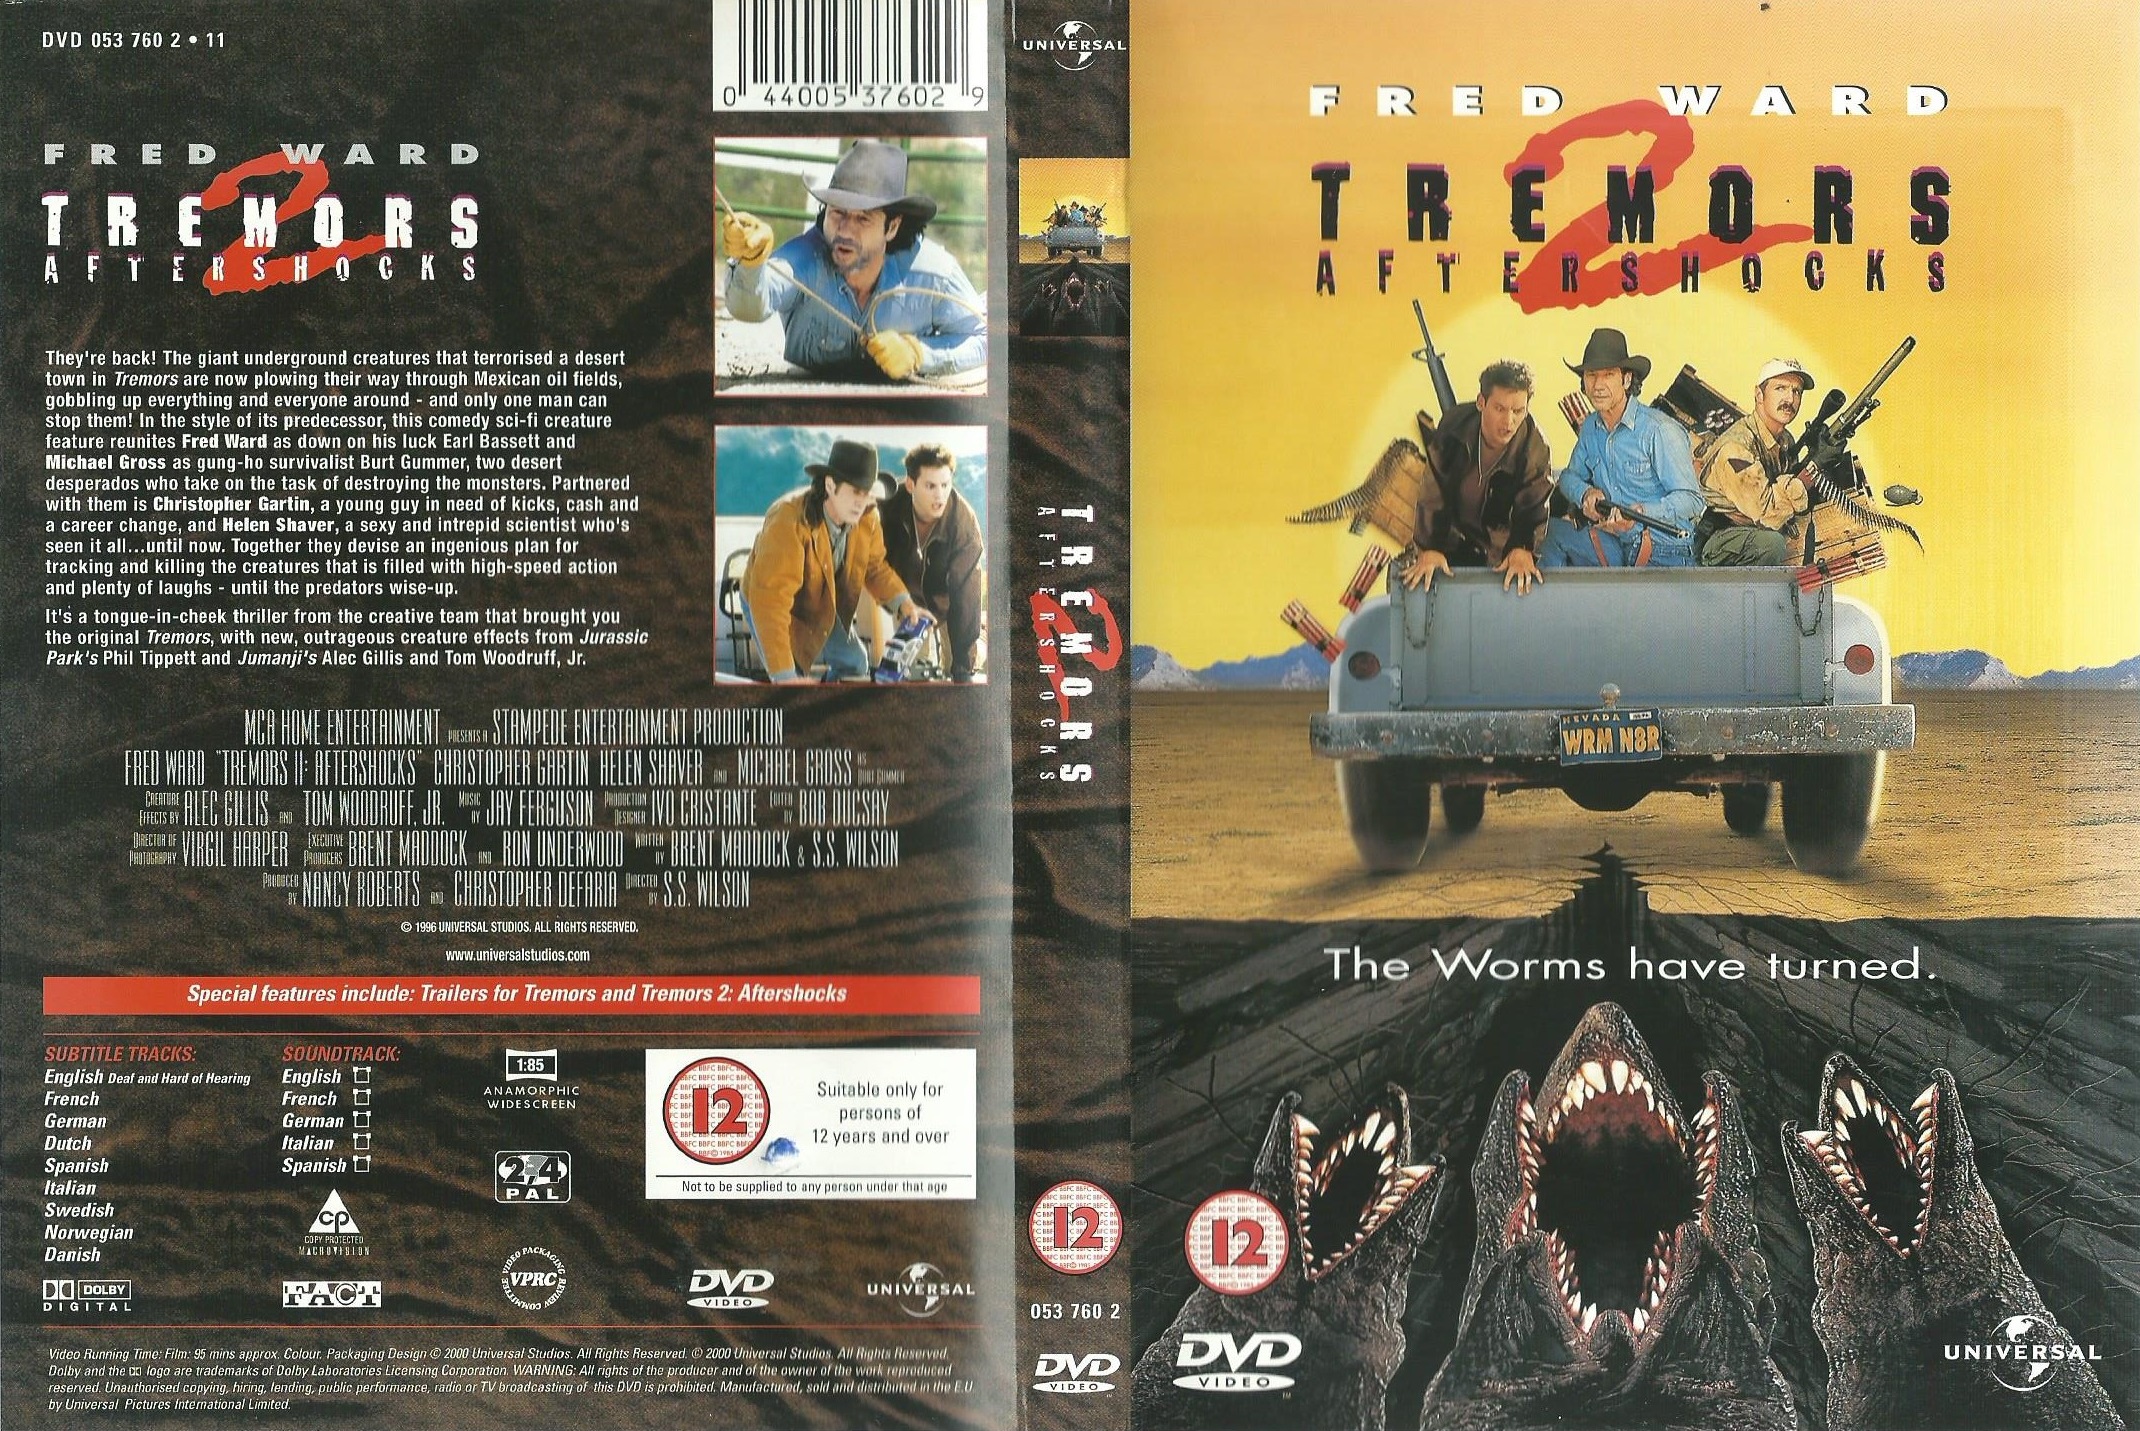 DVD 053 760 2 • 11
0 44005 37602 9
FRED WARD
TREMORS 2
AFTERSHOCKS
They're back! The giant underground creatures that terrorised a desert
town in Tremors are now plowing their way through Mexican oil fields,
gobbling up everything and everyone around - and only one man can
stop them! In the style of its predecessor, this comedy sci-fi creature
feature reunites Fred Ward as down on his luck Earl Bassett and
Michael Gross as gung-ho survivalist Burt Gummer, two desert
desperados who take on the task of destroying the monsters. Partnered
with them is Christopher Gartin, a young guy in need of kicks, cash and
a career change, and Helen Shaver, a sexy and intrepid scientist who's
seen it all...until now. Together they devise an ingenious plan for
tracking and killing the creatures that is filled with high-speed action
and plenty of laughs - until the predators wise-up.
It's a tongue-in-cheek thriller from the creative team that brought you
the original Tremors, with new, outrageous creature effects from Jurassic
Park's Phil Tippett and Jumanji's Alec Gillis and Tom Woodruff, Jr.
MCA HOME ENTERTAINMENT PRESENTS A STAMPEDE ENTERTAINMENT PRODUCTION
FRED WARD "TREMORS II: AFTERSHOCKS" CHRISTOPHER GARTIN HELEN SHAVER AND MICHAEL GROSS AS BURT GUMMER
CREATURE EFFECTS BY ALEC GILLIS AND TOM WOODRUFF, JR. MUSIC BY JAY FERGUSON PRODUCTION DESIGNER IVO CRISTANTE EDITED BY BOB DUCSAY
DIRECTOR OF PHOTOGRAPHY VIRGIL HARPER EXECUTIVE PRODUCERS BRENT MADDOCK AND RON UNDERWOOD WRITTEN BY BRENT MADDOCK & S.S. WILSON
PRODUCED BY NANCY ROBERTS AND CHRISTOPHER DEFARIA DIRECTED BY S.S. WILSON
© 1996 UNIVERSAL STUDIOS. ALL RIGHTS RESERVED.
www.universalstudios.com
Special features include: Trailers for Tremors and Tremors 2: Aftershocks
SUBTITLE TRACKS:
English Deaf and Hard of Hearing
French
German
Dutch
Spanish
Italian
Swedish
Norwegian
Danish
SOUNDTRACK:
English
French
German
Italian
Spanish
1:85
ANAMORPHIC
WIDESCREEN
2,4
PAL
12
Suitable only for
persons of
12 years and over
Not to be supplied to any person under that age
CP
COPY PROTECTED
MACROVISION
DOLBY
DIGITAL
FACT
VIDEO PACKAGING REVIEW COMMITTEE
VPRC
DVD
VIDEO
UNIVERSAL
Video Running Time: Film: 95 mins approx. Colour. Packaging Design © 2000 Universal Studios. All Rights Reserved. © 2000 Universal Studios. All Rights Reserved.
Dolby and the logo are trademarks of Dolby Laboratories Licensing Corporation. WARNING: All rights of the producer and of the owner of the work reproduced
reserved. Unauthorised copying, hiring, lending, public performance, radio or TV broadcasting of this DVD is prohibited. Manufactured, sold and distributed in the E.U
by Universal Pictures International Limited.
UNIVERSAL
TREMORS 2
AFTERSHOCKS
12
053 760 2
DVD
VIDEO
FRED WARD
TREMORS 2
AFTERSHOCKS
NEVADA
WRM N8R
The Worms have turned.
12
DVD
VIDEO
UNIVERSAL